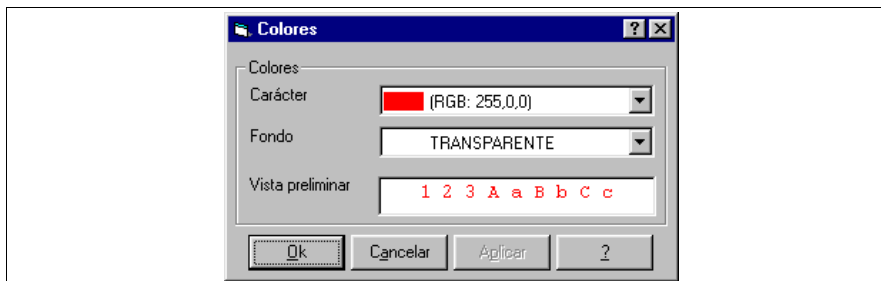 Colores
Colores
Carácter (RGB: 255,0,0)
Fondo TRANSPARENTE
Vista preliminar 1 2 3 A a B b C c
Ok Cancelar Aplicar ?